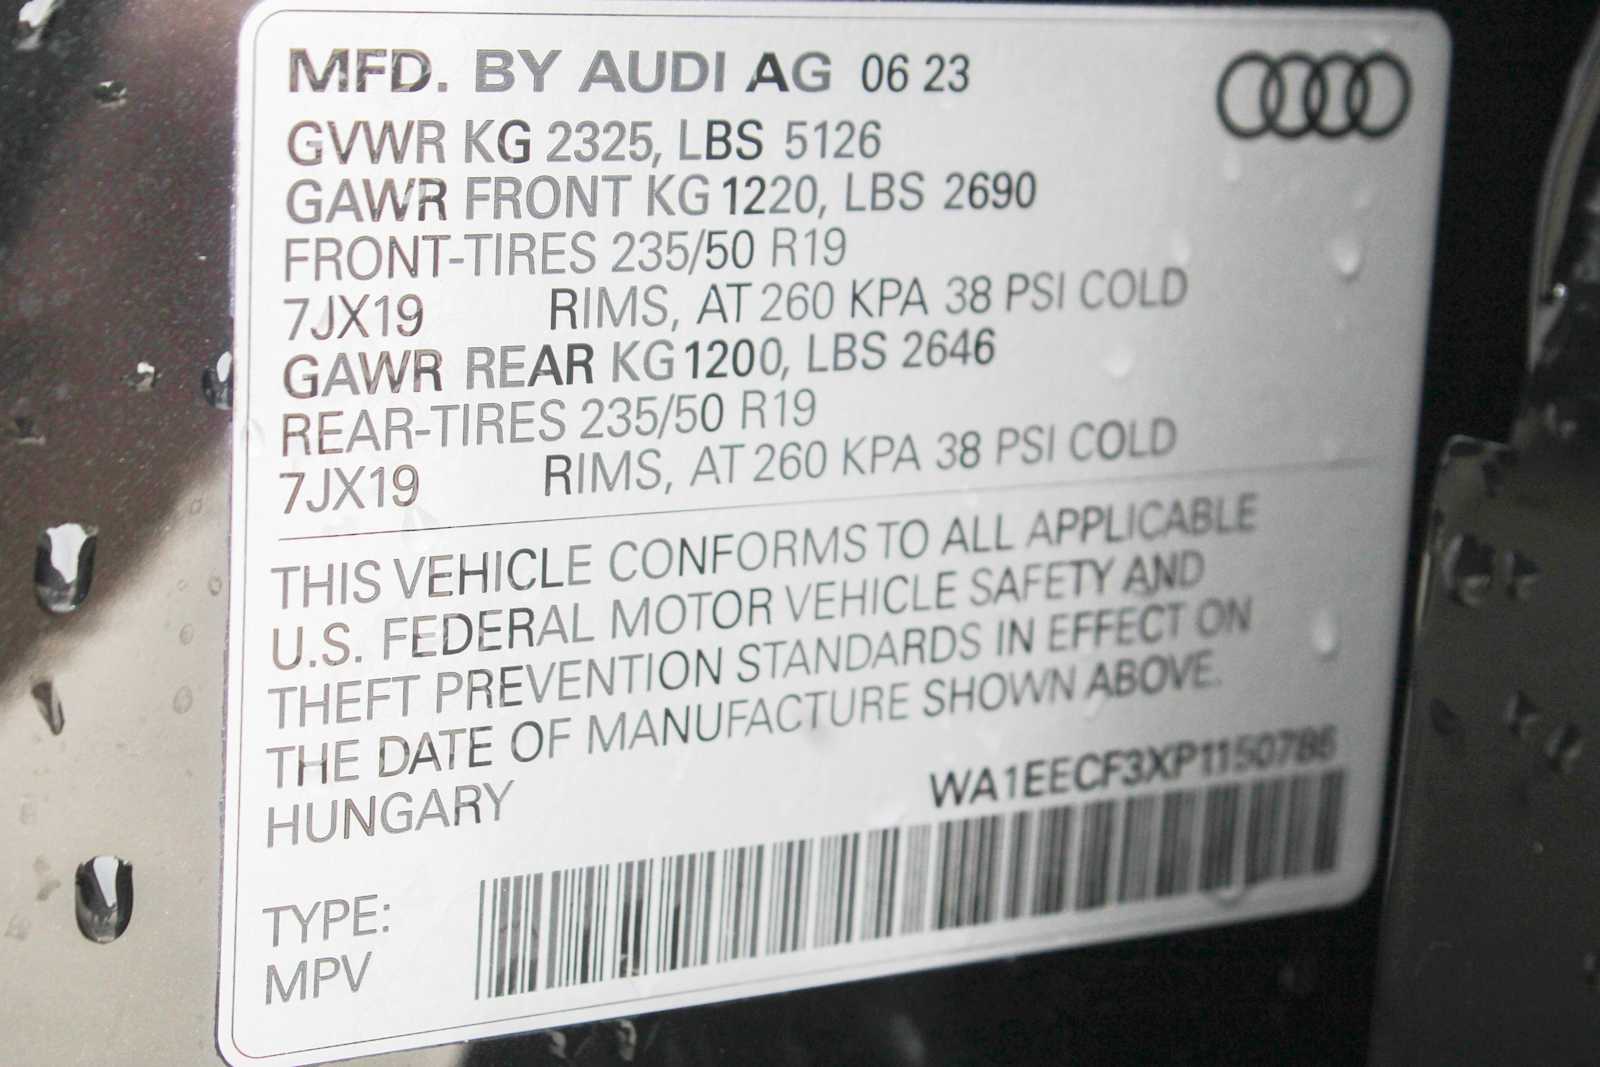 MFD. BY AUDI AG 06 23
GVWR KG 2325, LBS 5126
GAWR FRONT KG 1220, LBS 2690
FRONT-TIRES 235/50 R19
7JX19 RIMS, AT 260 KPA 38 PSI COLD
GAWR REAR KG 1200, LBS 2646
REAR-TIRES 235/50 R19
7JX19 RIMS, AT 260 KPA 38 PSI COLD
THIS VEHICLE CONFORMS TO ALL APPLICABLE
U.S. FEDERAL MOTOR VEHICLE SAFETY AND
THEFT PREVENTION STANDARDS IN EFFECT ON
THE DATE OF MANUFACTURE SHOWN ABOVE.
HUNGARY
WA1EECF3XP1150786
TYPE:
MPV